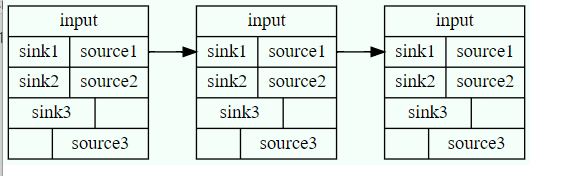 input input input
sink1 source1 sink1 source1 sink1 source1
sink2 source2 sink2 source2 sink2 source2
sink3 sink3 sink3
source3 source3 source3